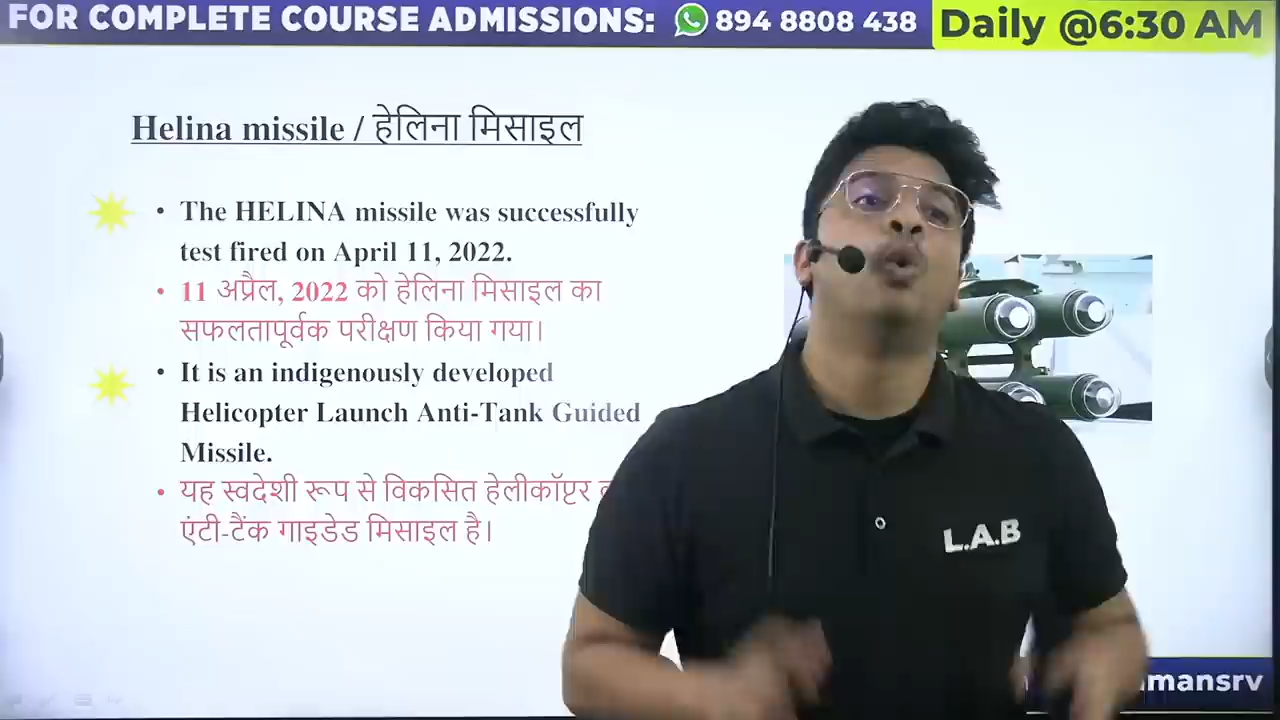 FOR COMPLETE COURSE ADMISSIONS: 894 8808 438
Daily @6:30 AM
Helina missile / हेलिना मिसाइल
• The HELINA missile was successfully
test fired on April 11, 2022.
• 11 अप्रैल, 2022 को हेलिना मिसाइल का
सफलतापूर्वक परीक्षण किया गया।
• It is an indigenously developed
Helicopter Launch Anti-Tank Guided
Missile.
• यह स्वदेशी रूप से विकसित हेलीकॉप्टर
एंटी-टैंक गाइडेड मिसाइल है।
L.A.B
mansrv